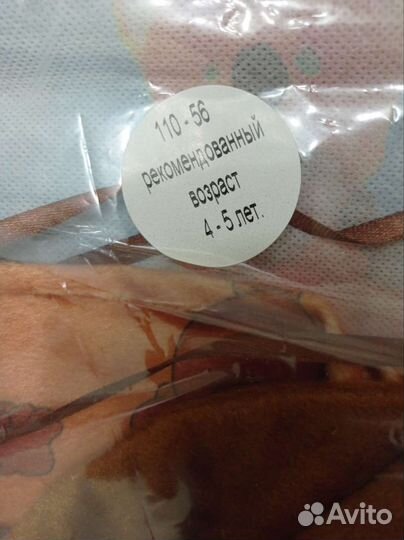 110 - 56
рекомендованный
возраст
4 - 5 лет.
Avito